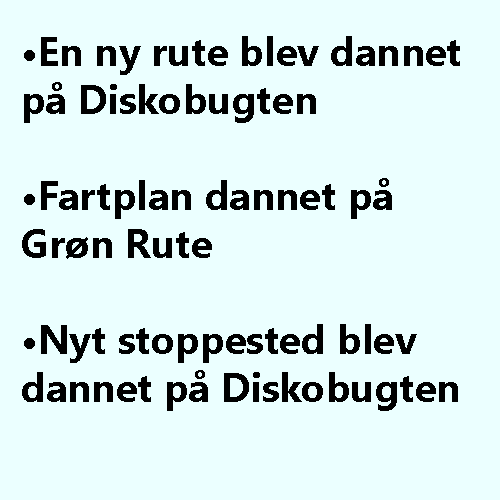 •En ny rute blev dannet
på Diskobugten
•Fartplan dannet på
Grøn Rute
•Nyt stoppested blev
dannet på Diskobugten